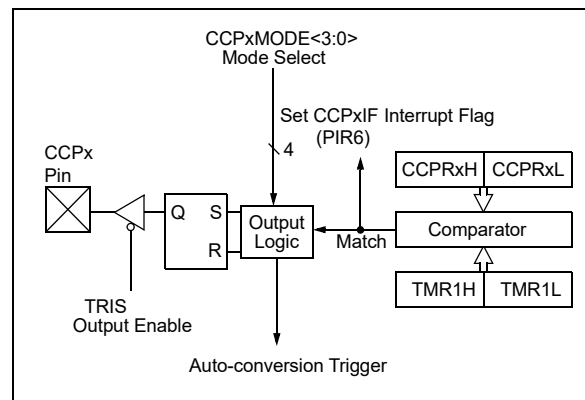 CCPxMODE<3:0>
Mode Select
Set CCPxIF Interrupt Flag
(PIR6)
4
CCPx
Pin
CCPRxH CCPRxL
Q S
R
Output
Logic
Match
Comparator
TMR1H TMR1L
TRIS
Output Enable
Auto-conversion Trigger